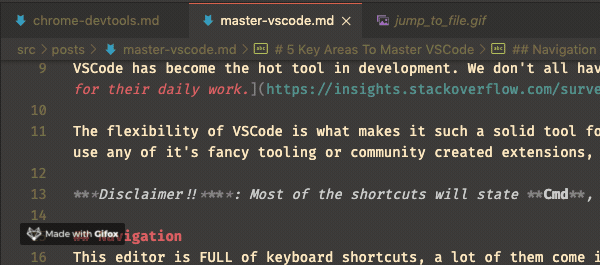 chrome-devtools.md master-vscode.md × jump_to_file.gif
src > posts > master-vscode.md > # 5 Key Areas To Master VSCode > ## Navigation
9 VSCode has become the hot tool in development. We don't all hav
for their daily work.](https://insights.stackoverflow.com/surve
10
11 The flexibility of VSCode is what makes it such a solid tool fo
use any of it's fancy tooling or community created extensions,
12
13 ***Disclaimer!!****: Most of the shortcuts will state **Cmd**,
14
## Navigation
Made with Gifox
16 This editor is FULL of keyboard shortcuts, a lot of them come i